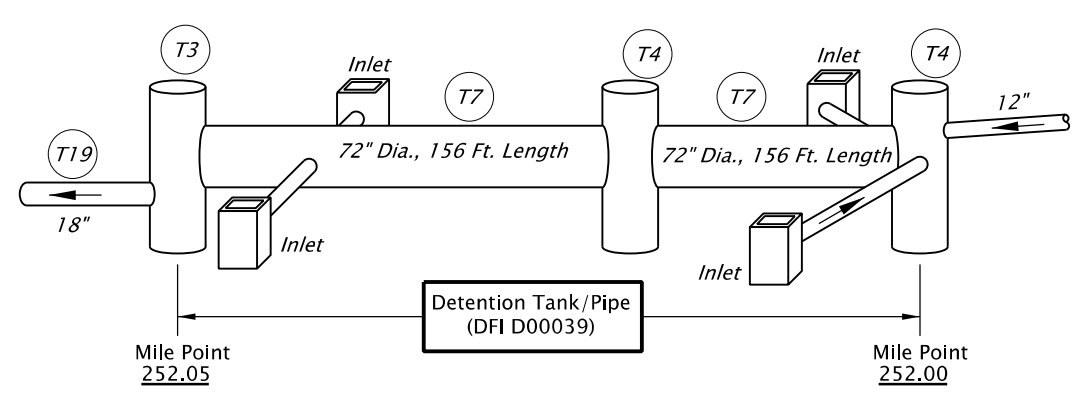 T3
Inlet
T7
T4
T7
Inlet
T4
12"
T19
72" Dia., 156 Ft. Length
72" Dia., 156 Ft. Length
18"
Inlet
Inlet
Detention Tank/Pipe
(DFI D00039)
Mile Point
252.05
Mile Point
252.00